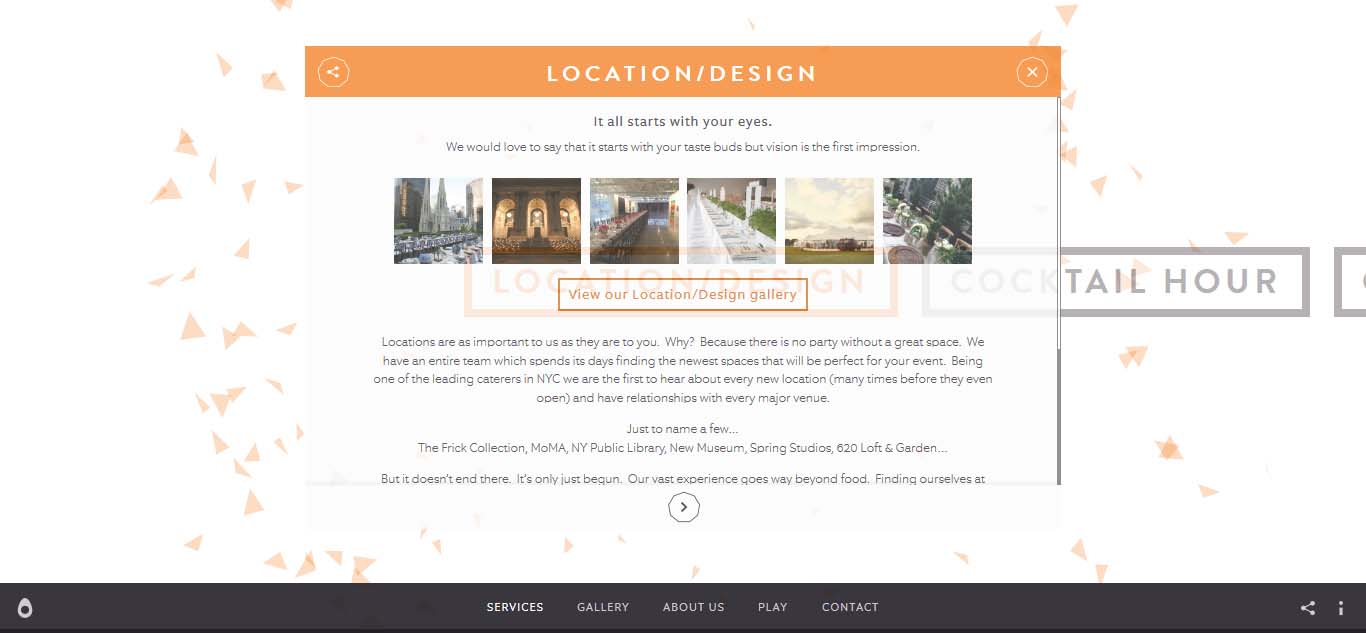 LOCATION/DESIGN
It all starts with your eyes.
We would love to say that it starts with your taste buds but vision is the first impression.
LOCATION/DESIGN
COCKTAIL HOUR
View our Location/Design gallery
Locations are as important to us as they are to you. Why? Because there is no party without a great space. We
have an entire team which spends its days finding the newest spaces that will be perfect for your event. Being
one of the leading caterers in NYC we are the first to hear about every new location (many times before they even
open) and have relationships with every major venue.
Just to name a few...
The Frick Collection, MoMA, NY Public Library, New Museum, Spring Studios, 620 Loft & Garden...
But it doesn't end there. It's only just begun. Our vast experience goes way beyond food. Finding ourselves at
SERVICES GALLERY ABOUT US PLAY CONTACT